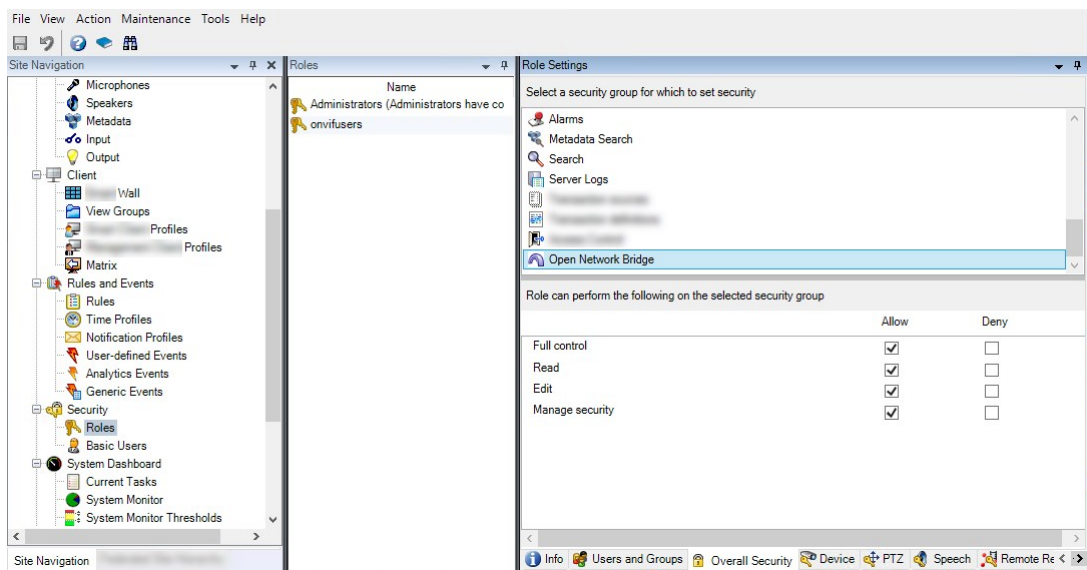 File View Action Maintenance Tools Help
Site Navigation
Microphones
Speakers
Metadata
Input
Output
Client
Wall
View Groups
Profiles
Profiles
Matrix
Rules and Events
Rules
Time Profiles
Notification Profiles
User-defined Events
Analytics Events
Generic Events
Security
Roles
Basic Users
System Dashboard
Current Tasks
System Monitor
System Monitor Thresholds
Site Navigation
Roles
Name
Administrators (Administrators have co
onvifusers
Role Settings
Select a security group for which to set security
Alarms
Metadata Search
Search
Server Logs
Open Network Bridge
Role can perform the following on the selected security group
Allow Deny
Full control
Read
Edit
Manage security
Info Users and Groups Overall Security Device PTZ Speech Remote Re